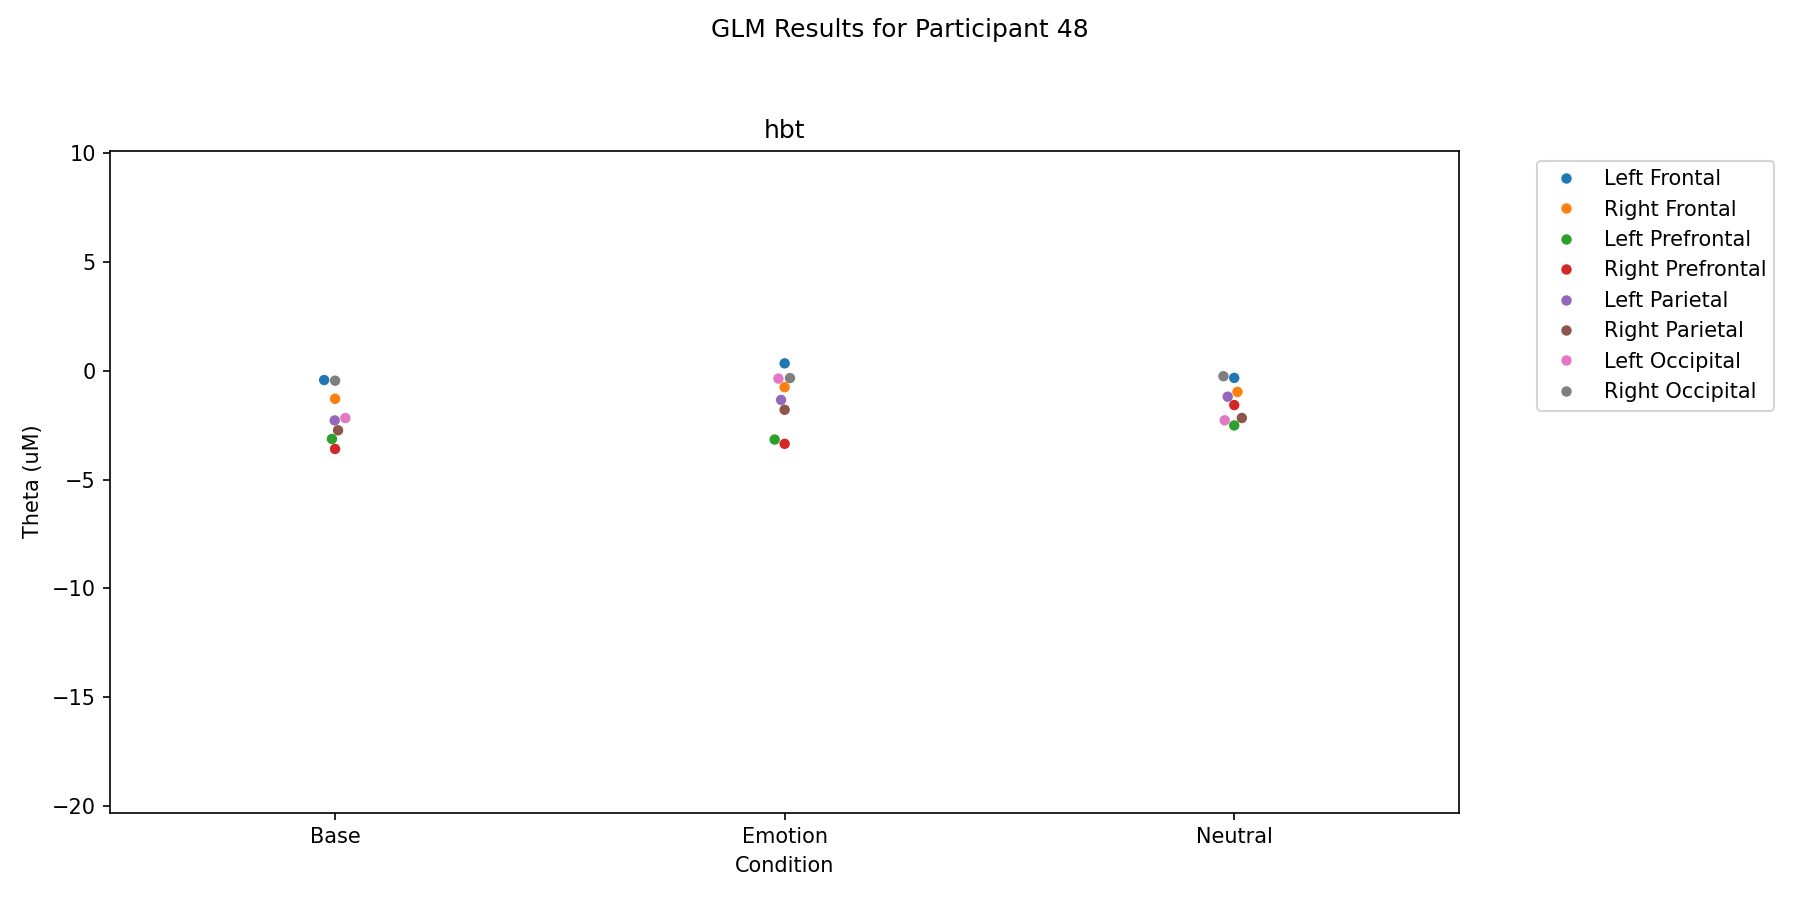 GLM Results for Participant 48
hbt
10
5
0
−5
−10
−15
−20
Theta (uM)
Base
Emotion
Neutral
Condition
Left Frontal
Right Frontal
Left Prefrontal
Right Prefrontal
Left Parietal
Right Parietal
Left Occipital
Right Occipital